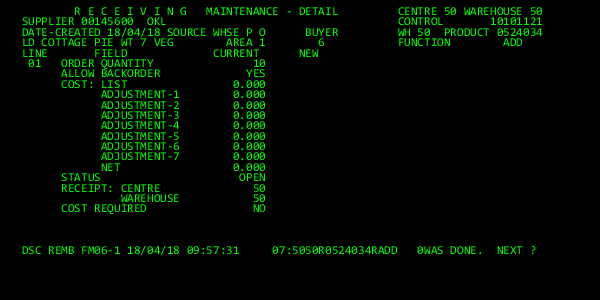 R E C E I V I N G   MAINTENANCE - DETAIL   CENTRE 50 WAREHOUSE 50
SUPPLIER 00145600  OKL   CONTROL   10101121
DATE-CREATED 18/04/18 SOURCE WHSE P O   BUYER   WH 50  PRODUCT 0524034
LD COTTAGE PIE WT 7 VEG   AREA 1   6   FUNCTION   ADD
LINE   FIELD   CURRENT   NEW
01   ORDER QUANTITY   10
ALLOW BACKORDER   YES
COST: LIST   0.000
ADJUSTMENT-1   0.000
ADJUSTMENT-2   0.000
ADJUSTMENT-3   0.000
ADJUSTMENT-4   0.000
ADJUSTMENT-5   0.000
ADJUSTMENT-6   0.000
ADJUSTMENT-7   0.000
NET   0.000
STATUS   OPEN
RECEIPT: CENTRE   50
WAREHOUSE   50
COST REQUIRED   NO
DSC REMB FM06-1 18/04/18 09:57:31   07:5050R0524034RADD   0WAS DONE.  NEXT ?